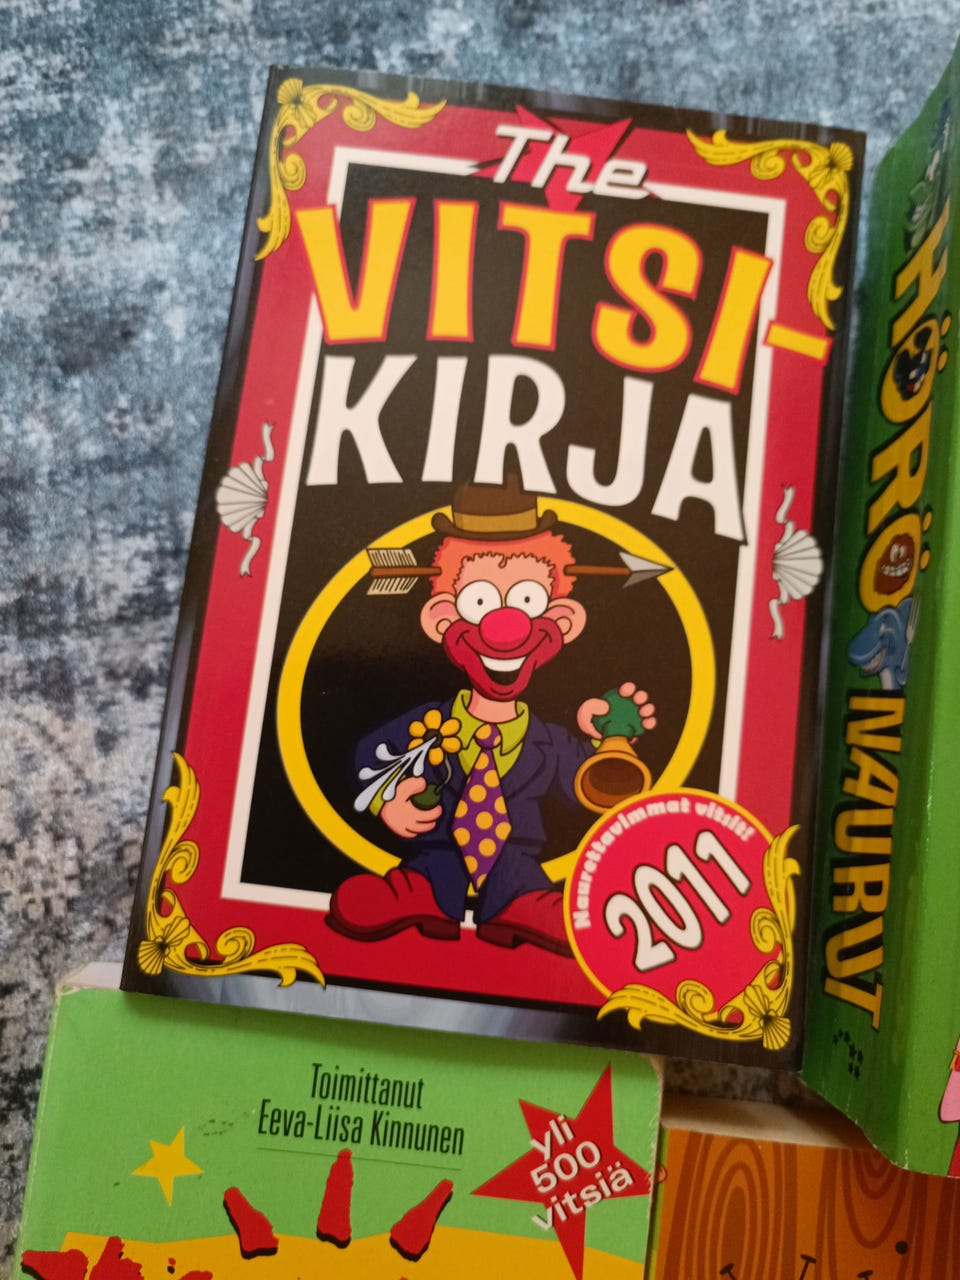 The
VITSI-
KIRJA
Naurettavimmat vitsit!
2011
HÖRÖ NAURUT
Toimittanut
Eeva-Liisa Kinnunen
yli
500
vitsiä